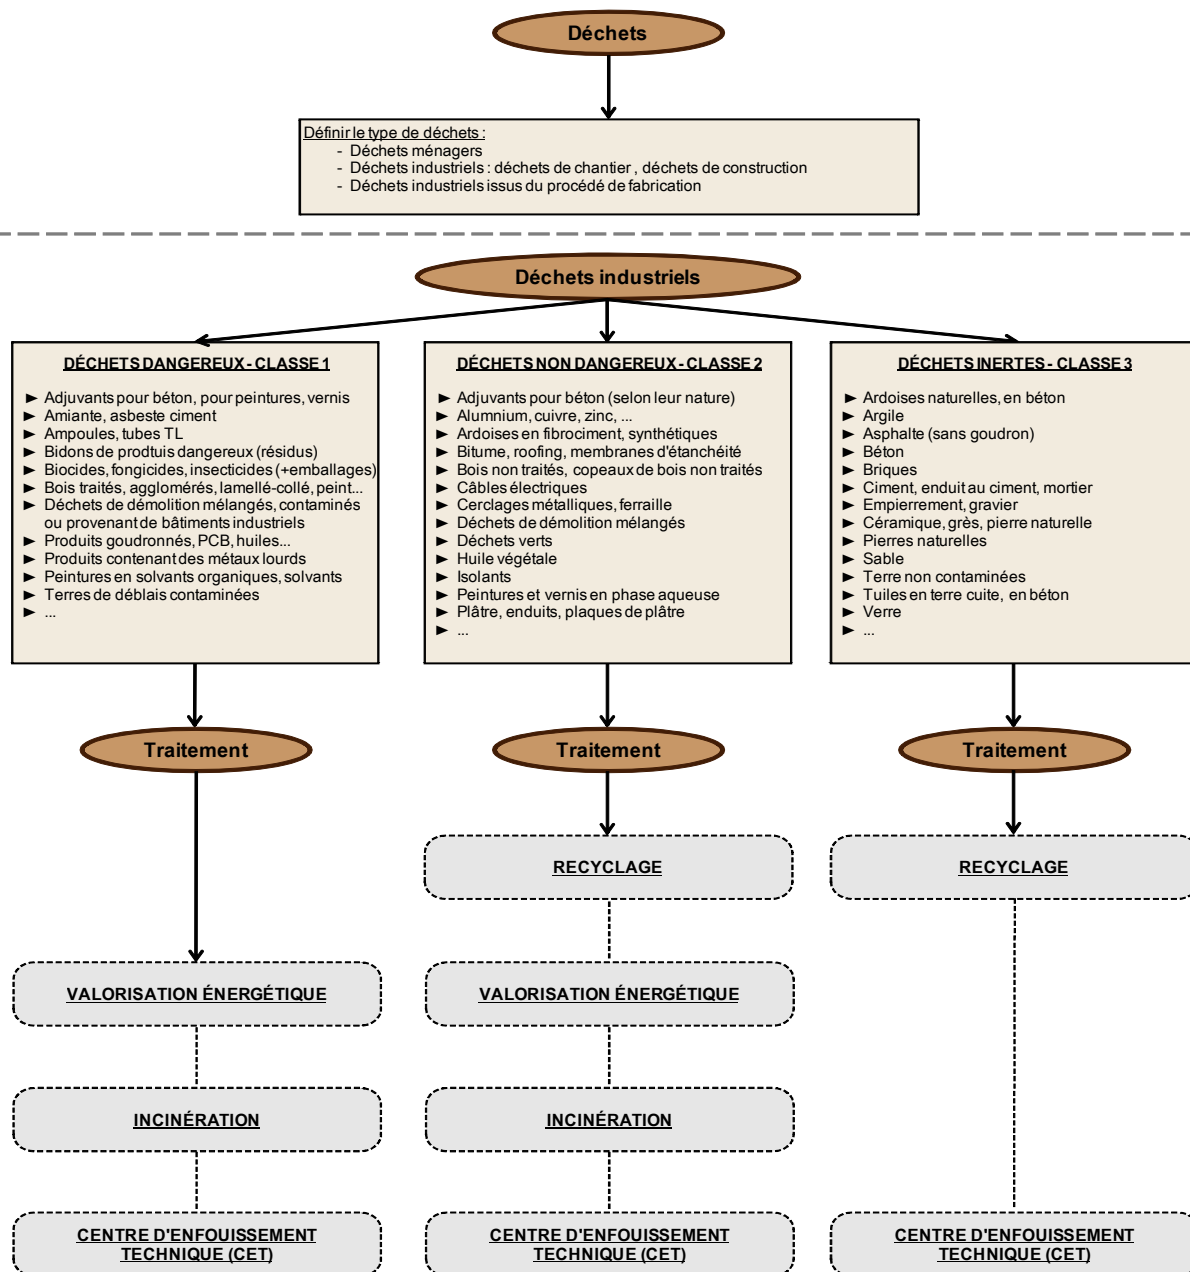 Déchets
Définir le type de déchets :
- Déchets ménagers
- Déchets industriels : déchets de chantier , déchets de construction
- Déchets industriels issus du procédé de fabrication
Déchets industriels
DÉCHETS DANGEREUX - CLASSE 1
► Adjuvants pour béton, pour peintures, vernis
► Amiante, asbeste ciment
► Ampoules, tubes TL
► Bidons de prodtuis dangereux (résidus)
► Biocides, fongicides, insecticides (+emballages)
► Bois traités, agglomérés, lamellé-collé, peint...
► Déchets de démolition mélangés, contaminés
ou provenant de bâtiments industriels
► Produits goudronnés, PCB, huiles...
► Produits contenant des métaux lourds
► Peintures en solvants organiques, solvants
► Terres de déblais contaminées
► ...
DÉCHETS NON DANGEREUX - CLASSE 2
► Adjuvants pour béton (selon leur nature)
► Alumnium, cuivre, zinc, ...
► Ardoises en fibrociment, synthétiques
► Bitume, roofing, membranes d'étanchéité
► Bois non traités, copeaux de bois non traités
► Câbles électriques
► Cerclages métalliques, ferraille
► Déchets de démolition mélangés
► Déchets verts
► Huile végétale
► Isolants
► Peintures et vernis en phase aqueuse
► Plâtre, enduits, plaques de plâtre
► ...
DÉCHETS INERTES - CLASSE 3
► Ardoises naturelles, en béton
► Argile
► Asphalte (sans goudron)
► Béton
► Briques
► Ciment, enduit au ciment, mortier
► Empierrement, gravier
► Céramique, grès, pierre naturelle
► Pierres naturelles
► Sable
► Terre non contaminées
► Tuiles en terre cuite, en béton
► Verre
► ...
Traitement
Traitement
Traitement
RECYCLAGE
RECYCLAGE
VALORISATION ÉNERGÉTIQUE
VALORISATION ÉNERGÉTIQUE
INCINÉRATION
INCINÉRATION
CENTRE D'ENFOUISSEMENT
TECHNIQUE (CET)
CENTRE D'ENFOUISSEMENT
TECHNIQUE (CET)
CENTRE D'ENFOUISSEMENT
TECHNIQUE (CET)